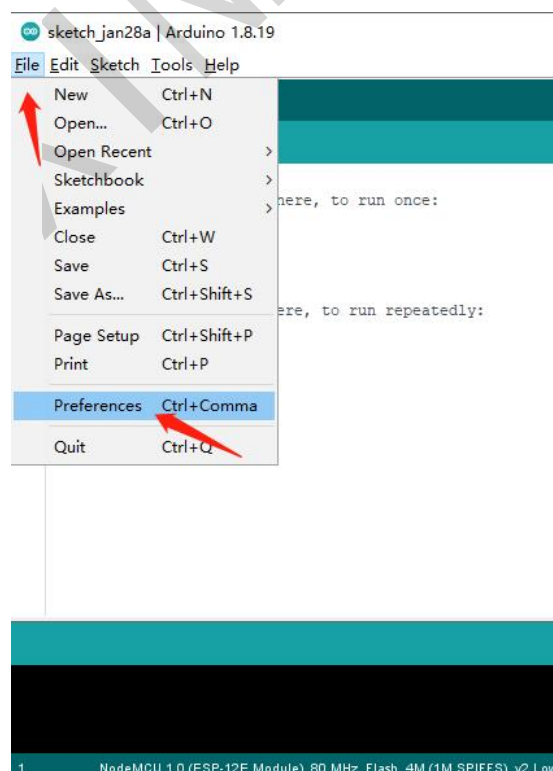 sketch_jan28a | Arduino 1.8.19
File Edit Sketch Tools Help
New Ctrl+N
Open... Ctrl+O
Open Recent >
Sketchbook >
Examples >
Close Ctrl+W
Save Ctrl+S
Save As... Ctrl+Shift+S
Page Setup Ctrl+Shift+P
Print Ctrl+P
Preferences Ctrl+Comma
Quit Ctrl+Q
here, to run once:
ere, to run repeatedly:
1 NodeMCU 1.0 (ESP-12E Module), 80 MHz, Flash, 4M (1M SPIFFS), v2 Low